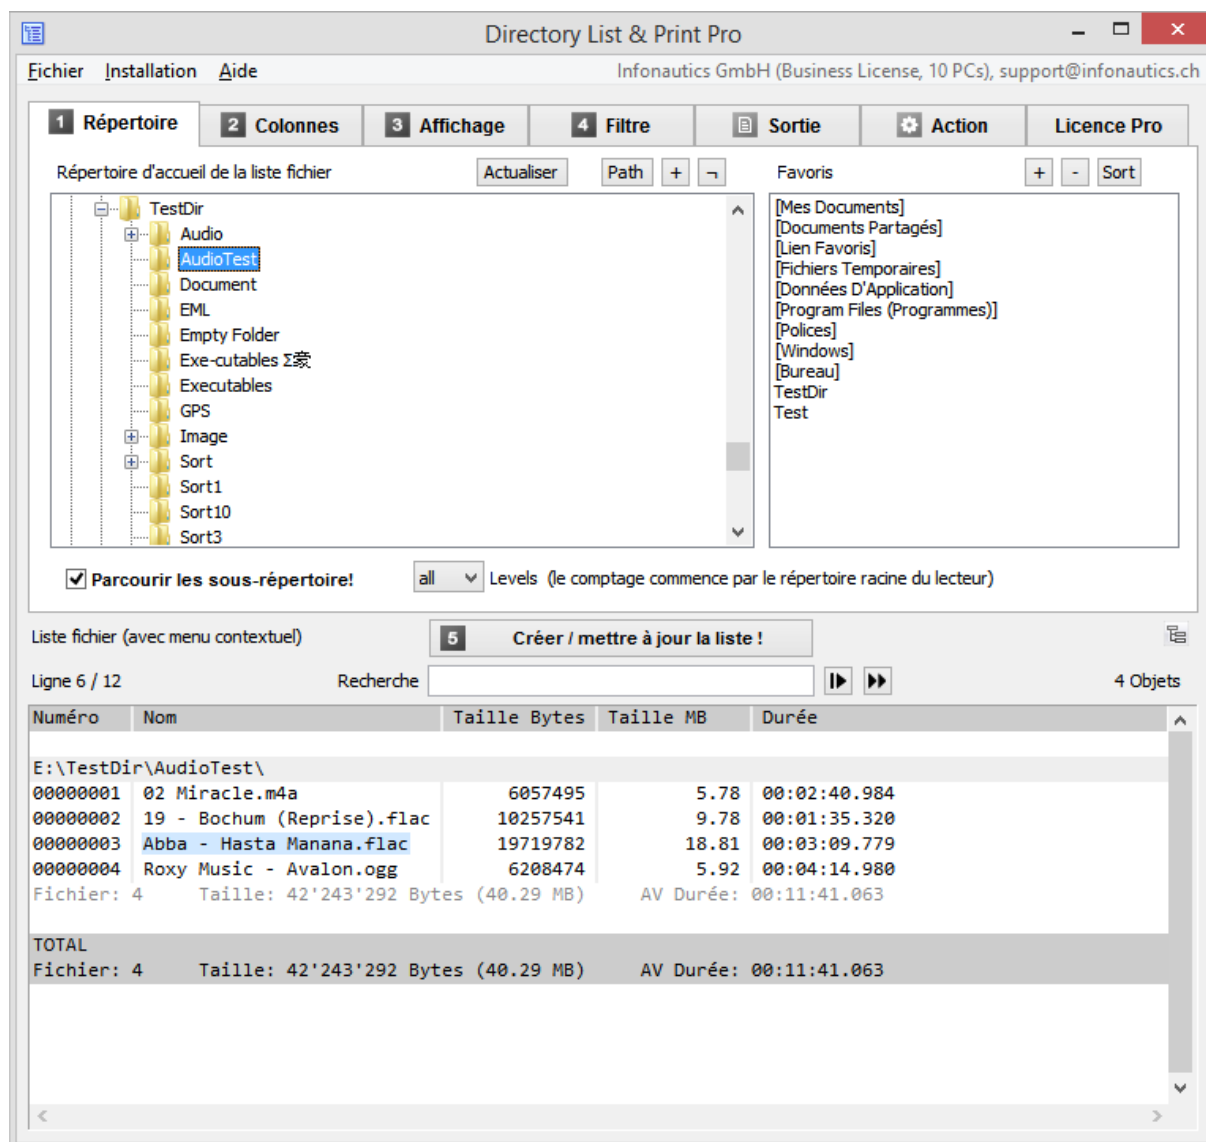 Directory List & Print Pro
Fichier Installation Aide Infonautics GmbH (Business License, 10 PCs), support@infonautics.ch
1 Répertoire 2 Colonnes 3 Affichage 4 Filtre Sortie Action Licence Pro
Répertoire d'accueil de la liste fichier Actualiser Path + ¬ Favoris + - Sort
TestDir
Audio
AudioTest
Document
EML
Empty Folder
Exe-cutables
Executables
GPS
Image
Sort
Sort1
Sort10
Sort3
[Mes Documents]
[Documents Partagés]
[Lien Favoris]
[Fichiers Temporaires]
[Données D'Application]
[Program Files (Programmes)]
[Polices]
[Windows]
[Bureau]
TestDir
Test
Parcourir les sous-répertoire! all Levels (le comptage commence par le répertoire racine du lecteur)
Liste fichier (avec menu contextuel) 5 Créer / mettre à jour la liste !
Ligne 6 / 12 Recherche 4 Objets
Numéro Nom Taille Bytes Taille MB Durée
E:\TestDir\AudioTest\
00000001 02 Miracle.m4a 6057495 5.78 00:02:40.984
00000002 19 - Bochum (Reprise).flac 10257541 9.78 00:01:35.320
00000003 Abba - Hasta Manana.flac 19719782 18.81 00:03:09.779
00000004 Roxy Music - Avalon.ogg 6208474 5.92 00:04:14.980
Fichier: 4 Taille: 42'243'292 Bytes (40.29 MB) AV Durée: 00:11:41.063
TOTAL
Fichier: 4 Taille: 42'243'292 Bytes (40.29 MB) AV Durée: 00:11:41.063